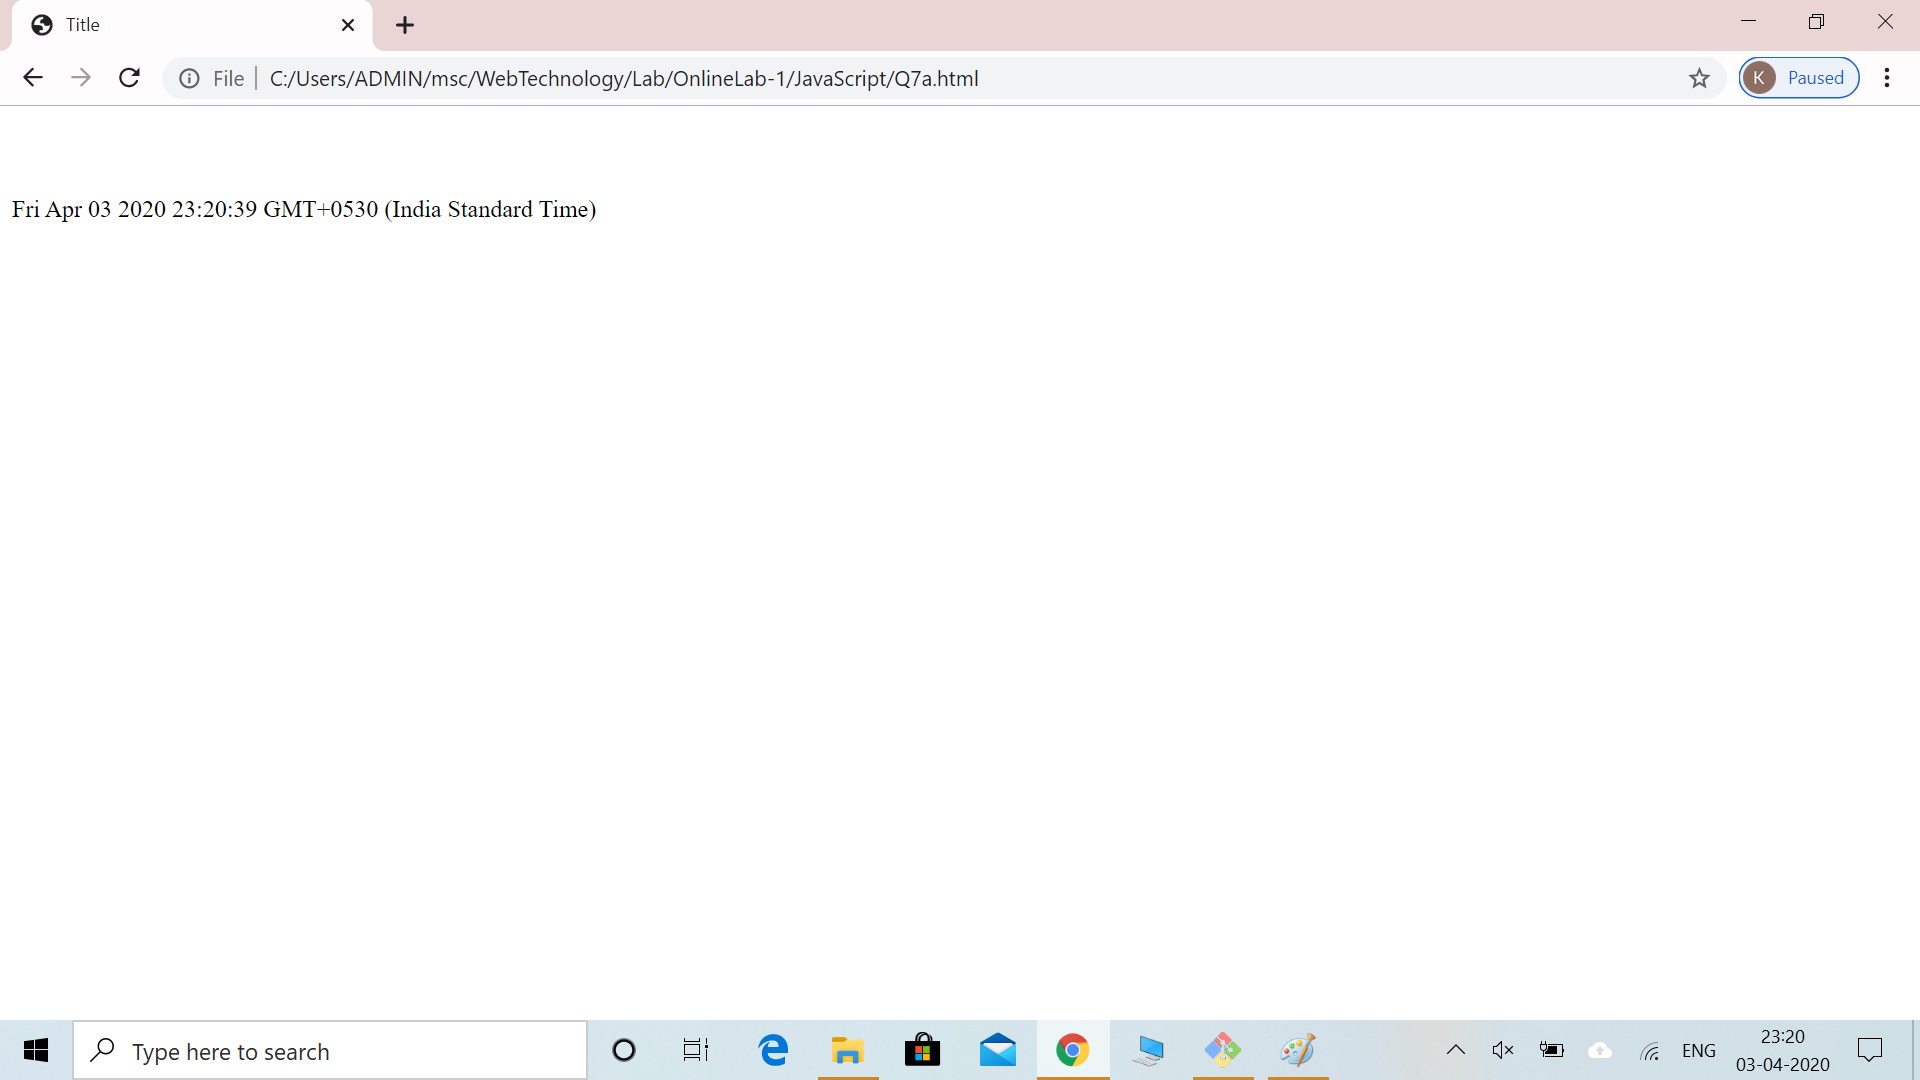 Title
File
C:/Users/ADMIN/msc/WebTechnology/Lab/OnlineLab-1/JavaScript/Q7a.html
K Paused
Fri Apr 03 2020 23:20:39 GMT+0530 (India Standard Time)
Type here to search
ENG
23:20
03-04-2020